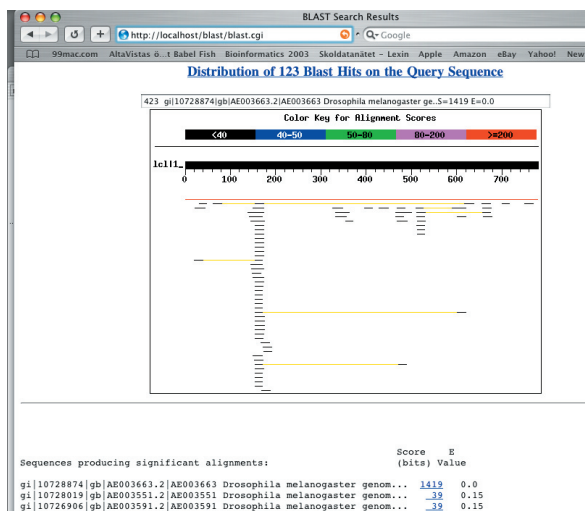 BLAST Search Results
http://localhost/blast/blast.cgi
Q▾ Google
99mac.com AltaVistas ö...t Babel Fish Bioinformatics 2003 Skoldatanätet – Lexin Apple Amazon eBay Yahoo! New
Distribution of 123 Blast Hits on the Query Sequence
423 gi|10728874|gb|AE003663.2|AE003663 Drosophila melanogaster ge..S=1419 E=0.0
Color Key for Alignment Scores
<40 40-50 50-80 80-200 >=200
lcl|1_
0 100 200 300 400 500 600 700
Score E
Sequences producing significant alignments: (bits) Value
gi|10728874|gb|AE003663.2|AE003663 Drosophila melanogaster genom... 1419 0.0
gi|10728019|gb|AE003551.2|AE003551 Drosophila melanogaster genom... 39 0.15
gi|10726906|gb|AE003591.2|AE003591 Drosophila melanogaster genom... 39 0.15